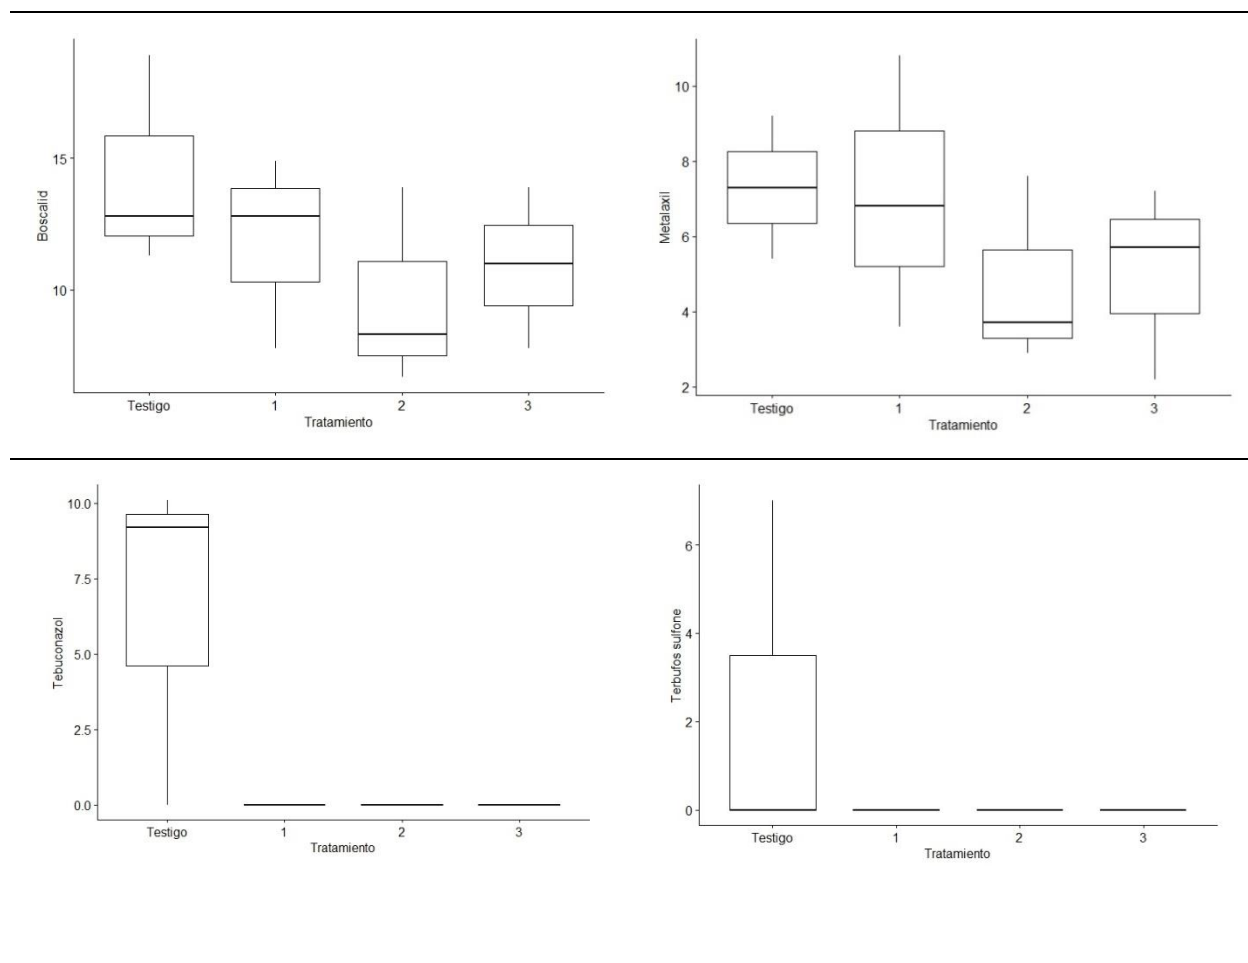 15
10
Boscalid
Testigo 1 2 3
Tratamiento
10
8
6
4
2
Metalaxil
Testigo 1 2 3
Tratamiento
10.0
7.5
5.0
2.5
0.0
Tebuconazol
Testigo 1 2 3
Tratamiento
6
4
2
0
Terbufos sulfone
Testigo 1 2 3
Tratamiento